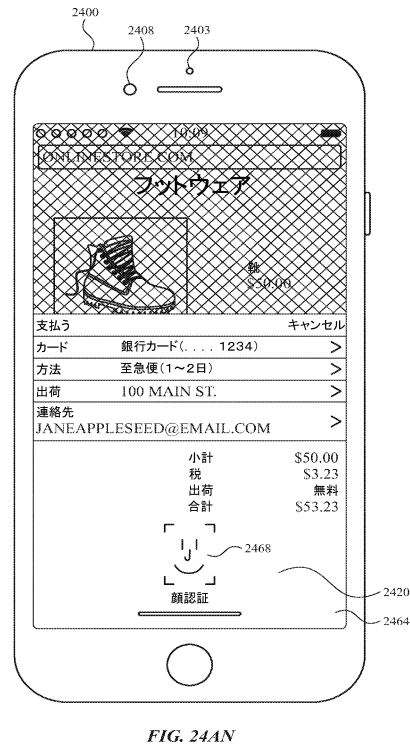 2400
2408
2403
10:09
ONLINESTORE.COM
フットウェア
靴
$50.00
支払う キャンセル
カード 銀行カード(. . . . 1234) >
方法 至急便(1~2日) >
出荷 100 MAIN ST. >
連絡先
JANEAPPLESEED@EMAIL.COM >
小計 $50.00
税 $3.23
出荷 無料
合計 $53.23
2468
顔認証
2420
2464
FIG. 24AN